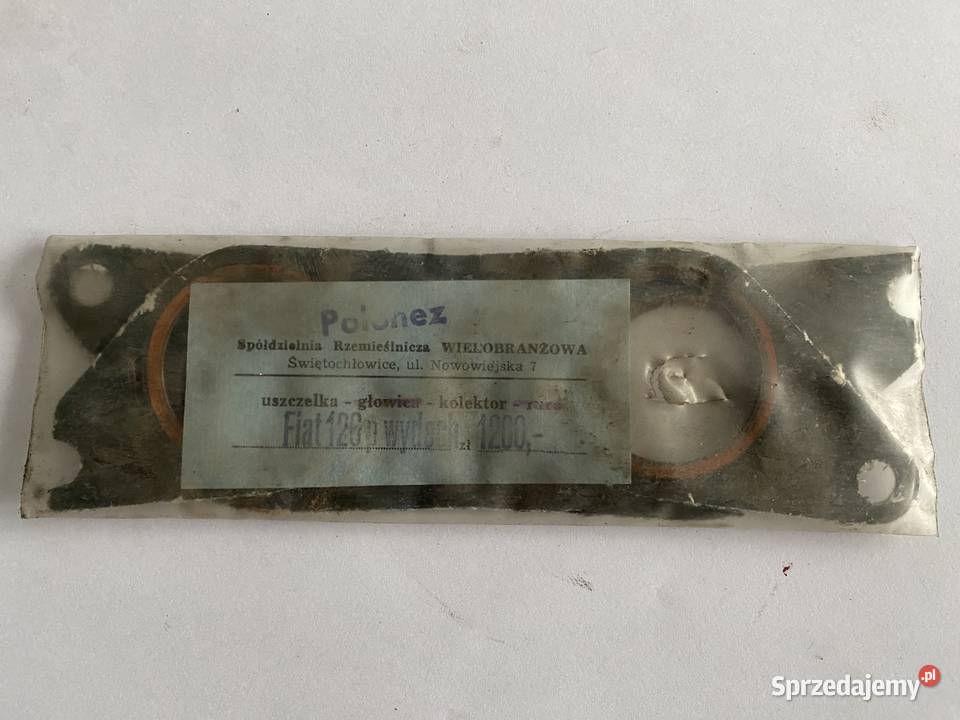 Polonez
Spółdzielnia Rzemieślnicza WIELOBRANŻOWA
Świętochłowice, ul. Nowowiejska 7
uszczelka - głowica - kolektor - rura
Fiat 126p wydech. zł 1200,-
Sprzedajemy.pl